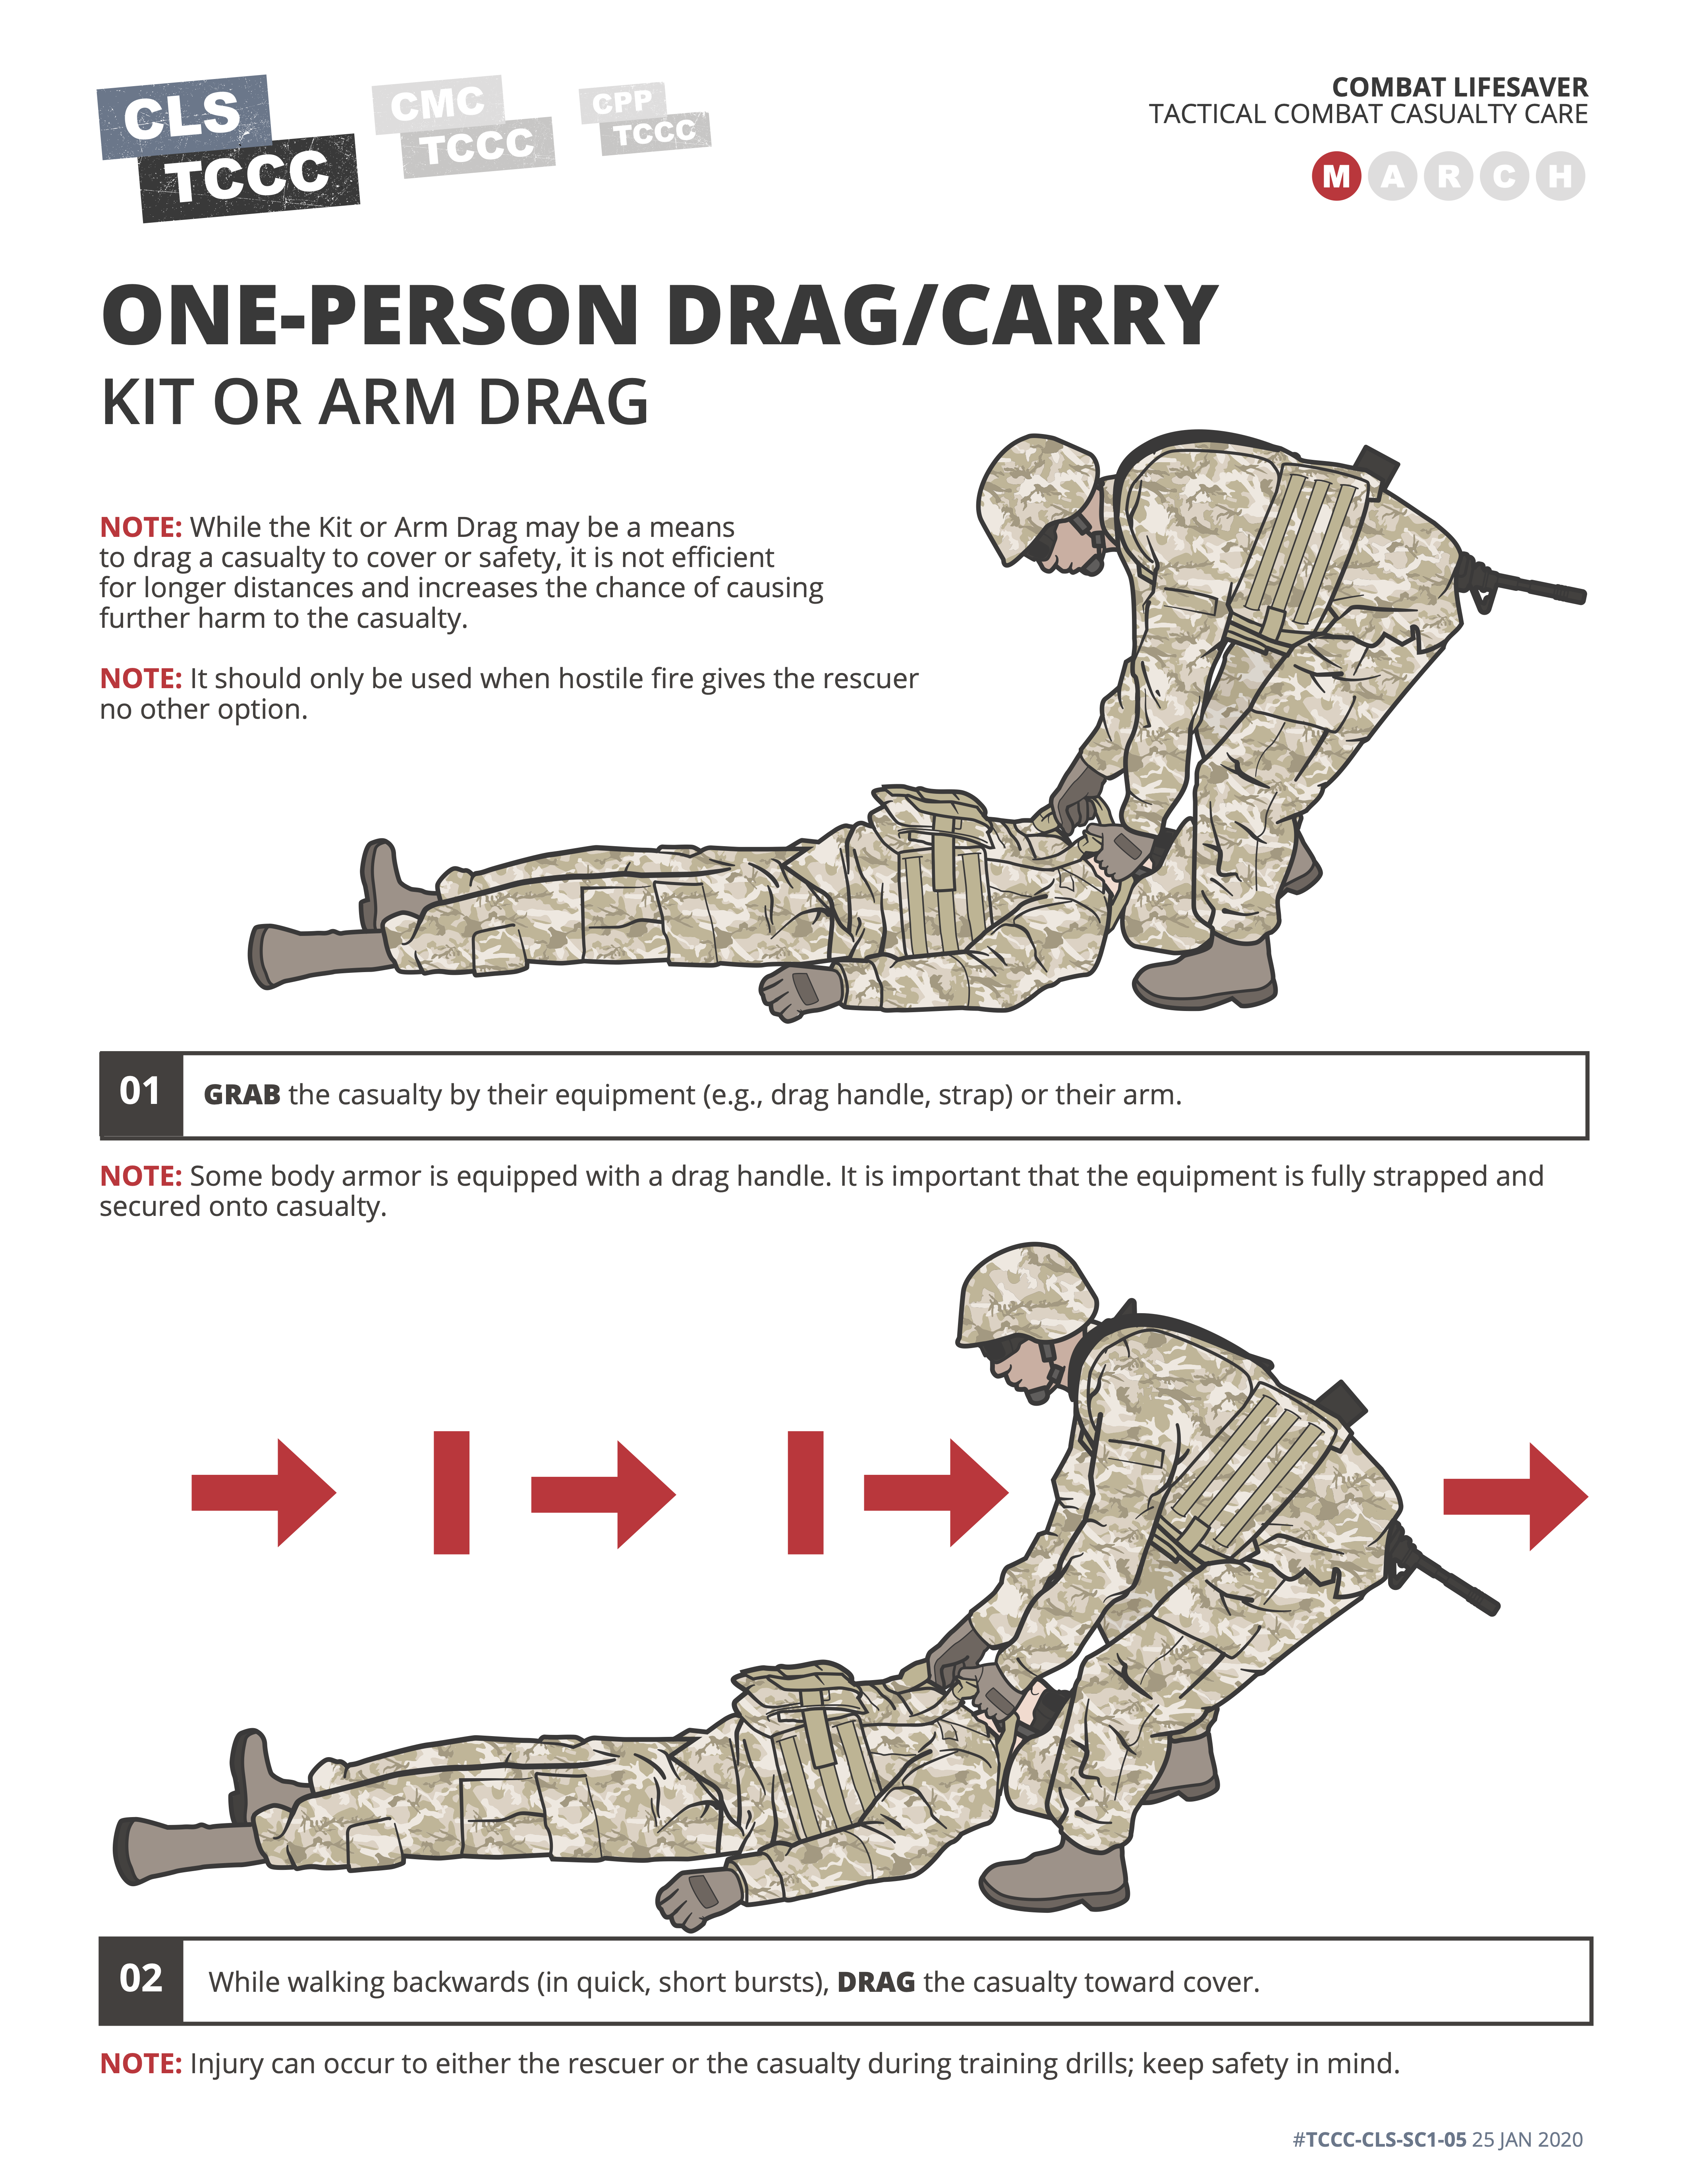 CLS
TCCC
CMC
TCCC
CPP
TCCC
COMBAT LIFESAVER
TACTICAL COMBAT CASUALTY CARE
M A R C H
ONE-PERSON DRAG/CARRY
KIT OR ARM DRAG
NOTE: While the Kit or Arm Drag may be a means
to drag a casualty to cover or safety, it is not efficient
for longer distances and increases the chance of causing
further harm to the casualty.
NOTE: It should only be used when hostile fire gives the rescuer
no other option.
01 GRAB the casualty by their equipment (e.g., drag handle, strap) or their arm.
NOTE: Some body armor is equipped with a drag handle. It is important that the equipment is fully strapped and
secured onto casualty.
02 While walking backwards (in quick, short bursts), DRAG the casualty toward cover.
NOTE: Injury can occur to either the rescuer or the casualty during training drills; keep safety in mind.
#TCCC-CLS-SC1-05 25 JAN 2020